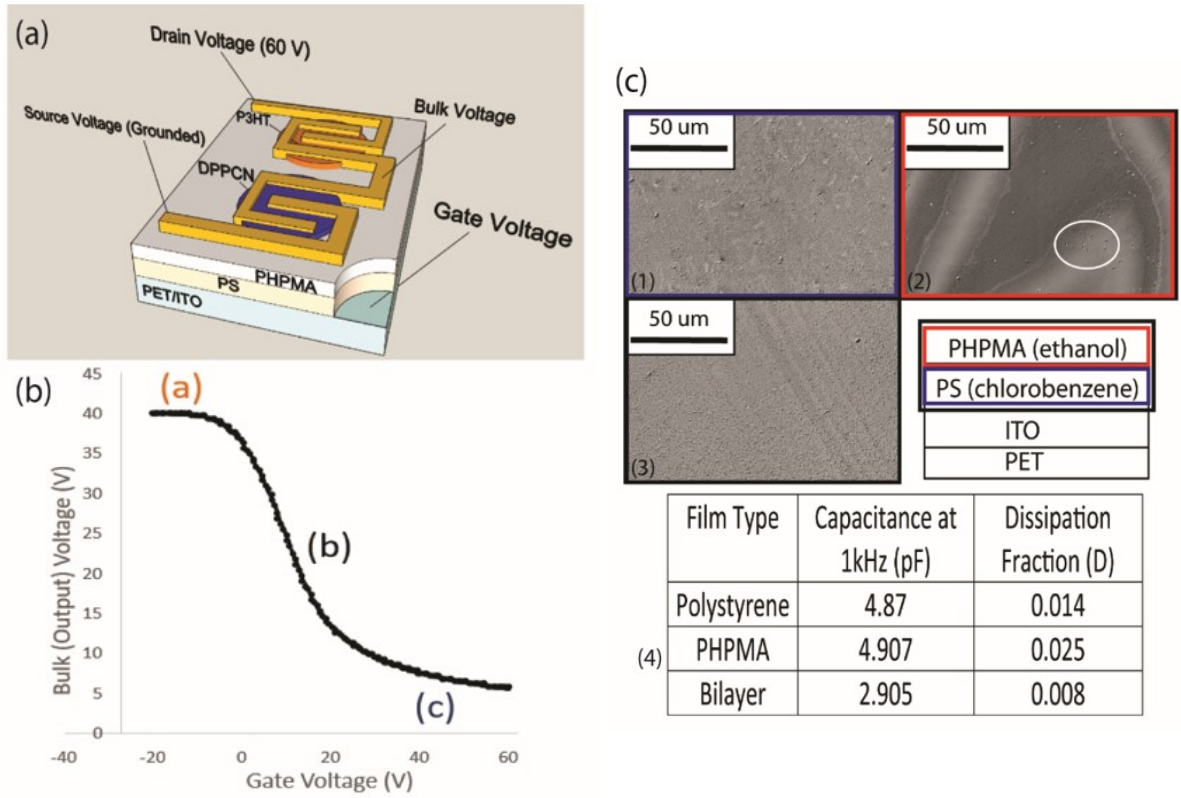 (a)
Drain Voltage (60 V)
Bulk Voltage
Source Voltage (Grounded)
P3HT
DPPCN
Gate Voltage
PHPMA
PS
PET/ITO
(b)
45
40
35
30
25
20
15
10
5
0
-40
-20
0
20
40
60
Bulk (Output) Voltage (V)
Gate Voltage (V)
(a)
(b)
(c)
(c)
50 um
(1)
50 um
(2)
50 um
(3)
PHPMA (ethanol)
PS (chlorobenzene)
ITO
PET
(4)
Film Type
Capacitance at
1kHz (pF)
Dissipation
Fraction (D)
Polystyrene 4.87 0.014
PHPMA 4.907 0.025
Bilayer 2.905 0.008